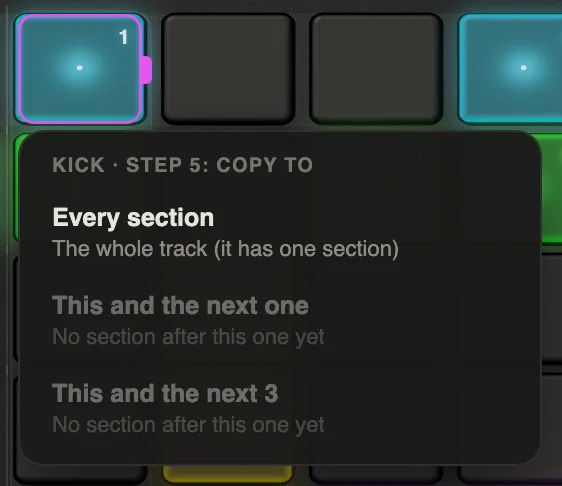 1
KICK · STEP 5: COPY TO
Every section
The whole track (it has one section)
This and the next one
No section after this one yet
This and the next 3
No section after this one yet